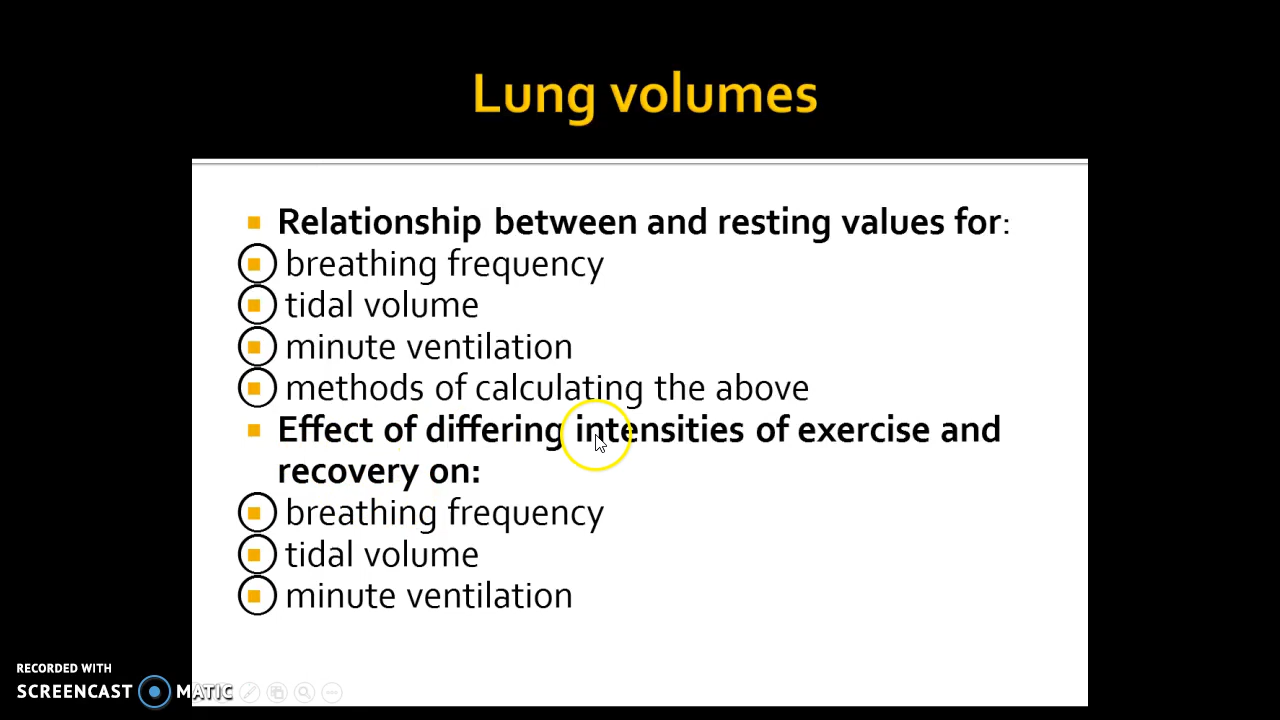 Lung volumes
Relationship between and resting values for:
breathing frequency
tidal volume
minute ventilation
methods of calculating the above
Effect of differing intensities of exercise and
recovery on:
breathing frequency
tidal volume
minute ventilation
RECORDED WITH
SCREENCAST MATIC